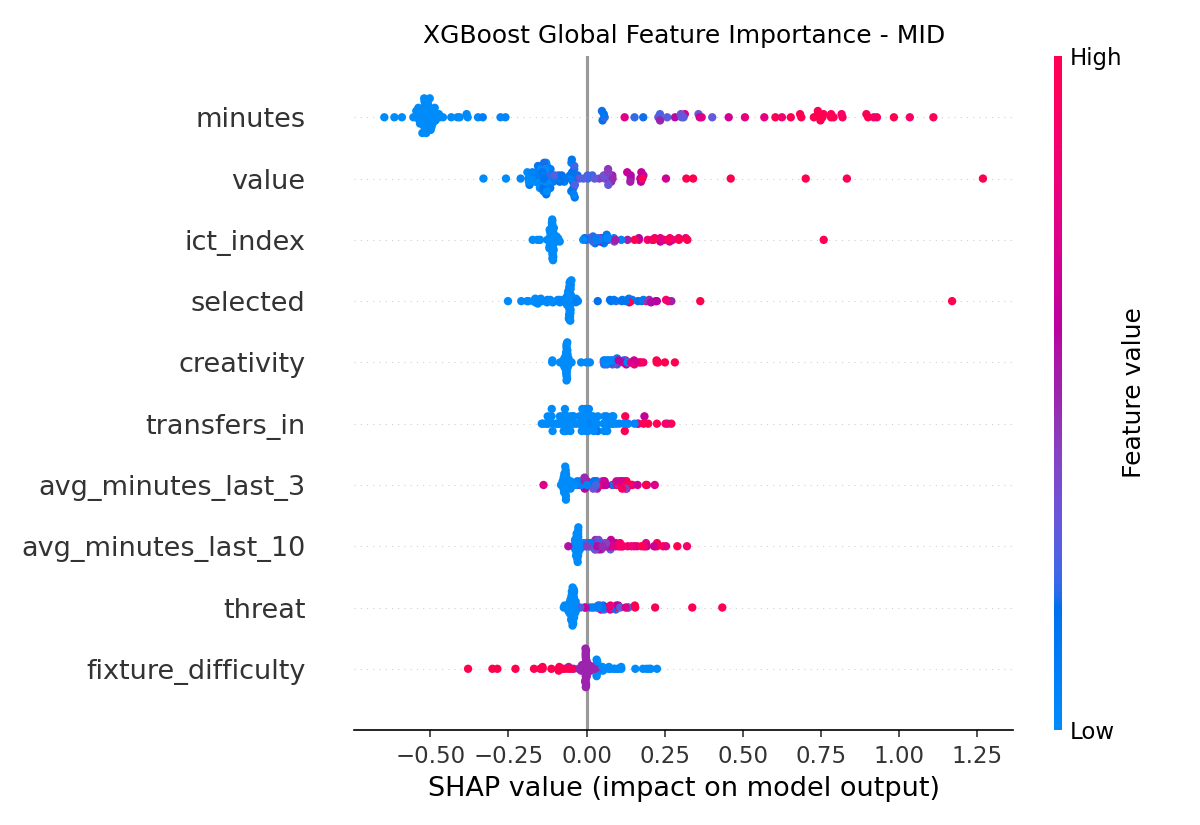 XGBoost Global Feature Importance - MID
High
minutes
value
ict_index
selected
creativity
transfers_in
avg_minutes_last_3
avg_minutes_last_10
threat
fixture_difficulty
Feature value
Low
−0.50 −0.25 0.00 0.25 0.50 0.75 1.00 1.25
SHAP value (impact on model output)